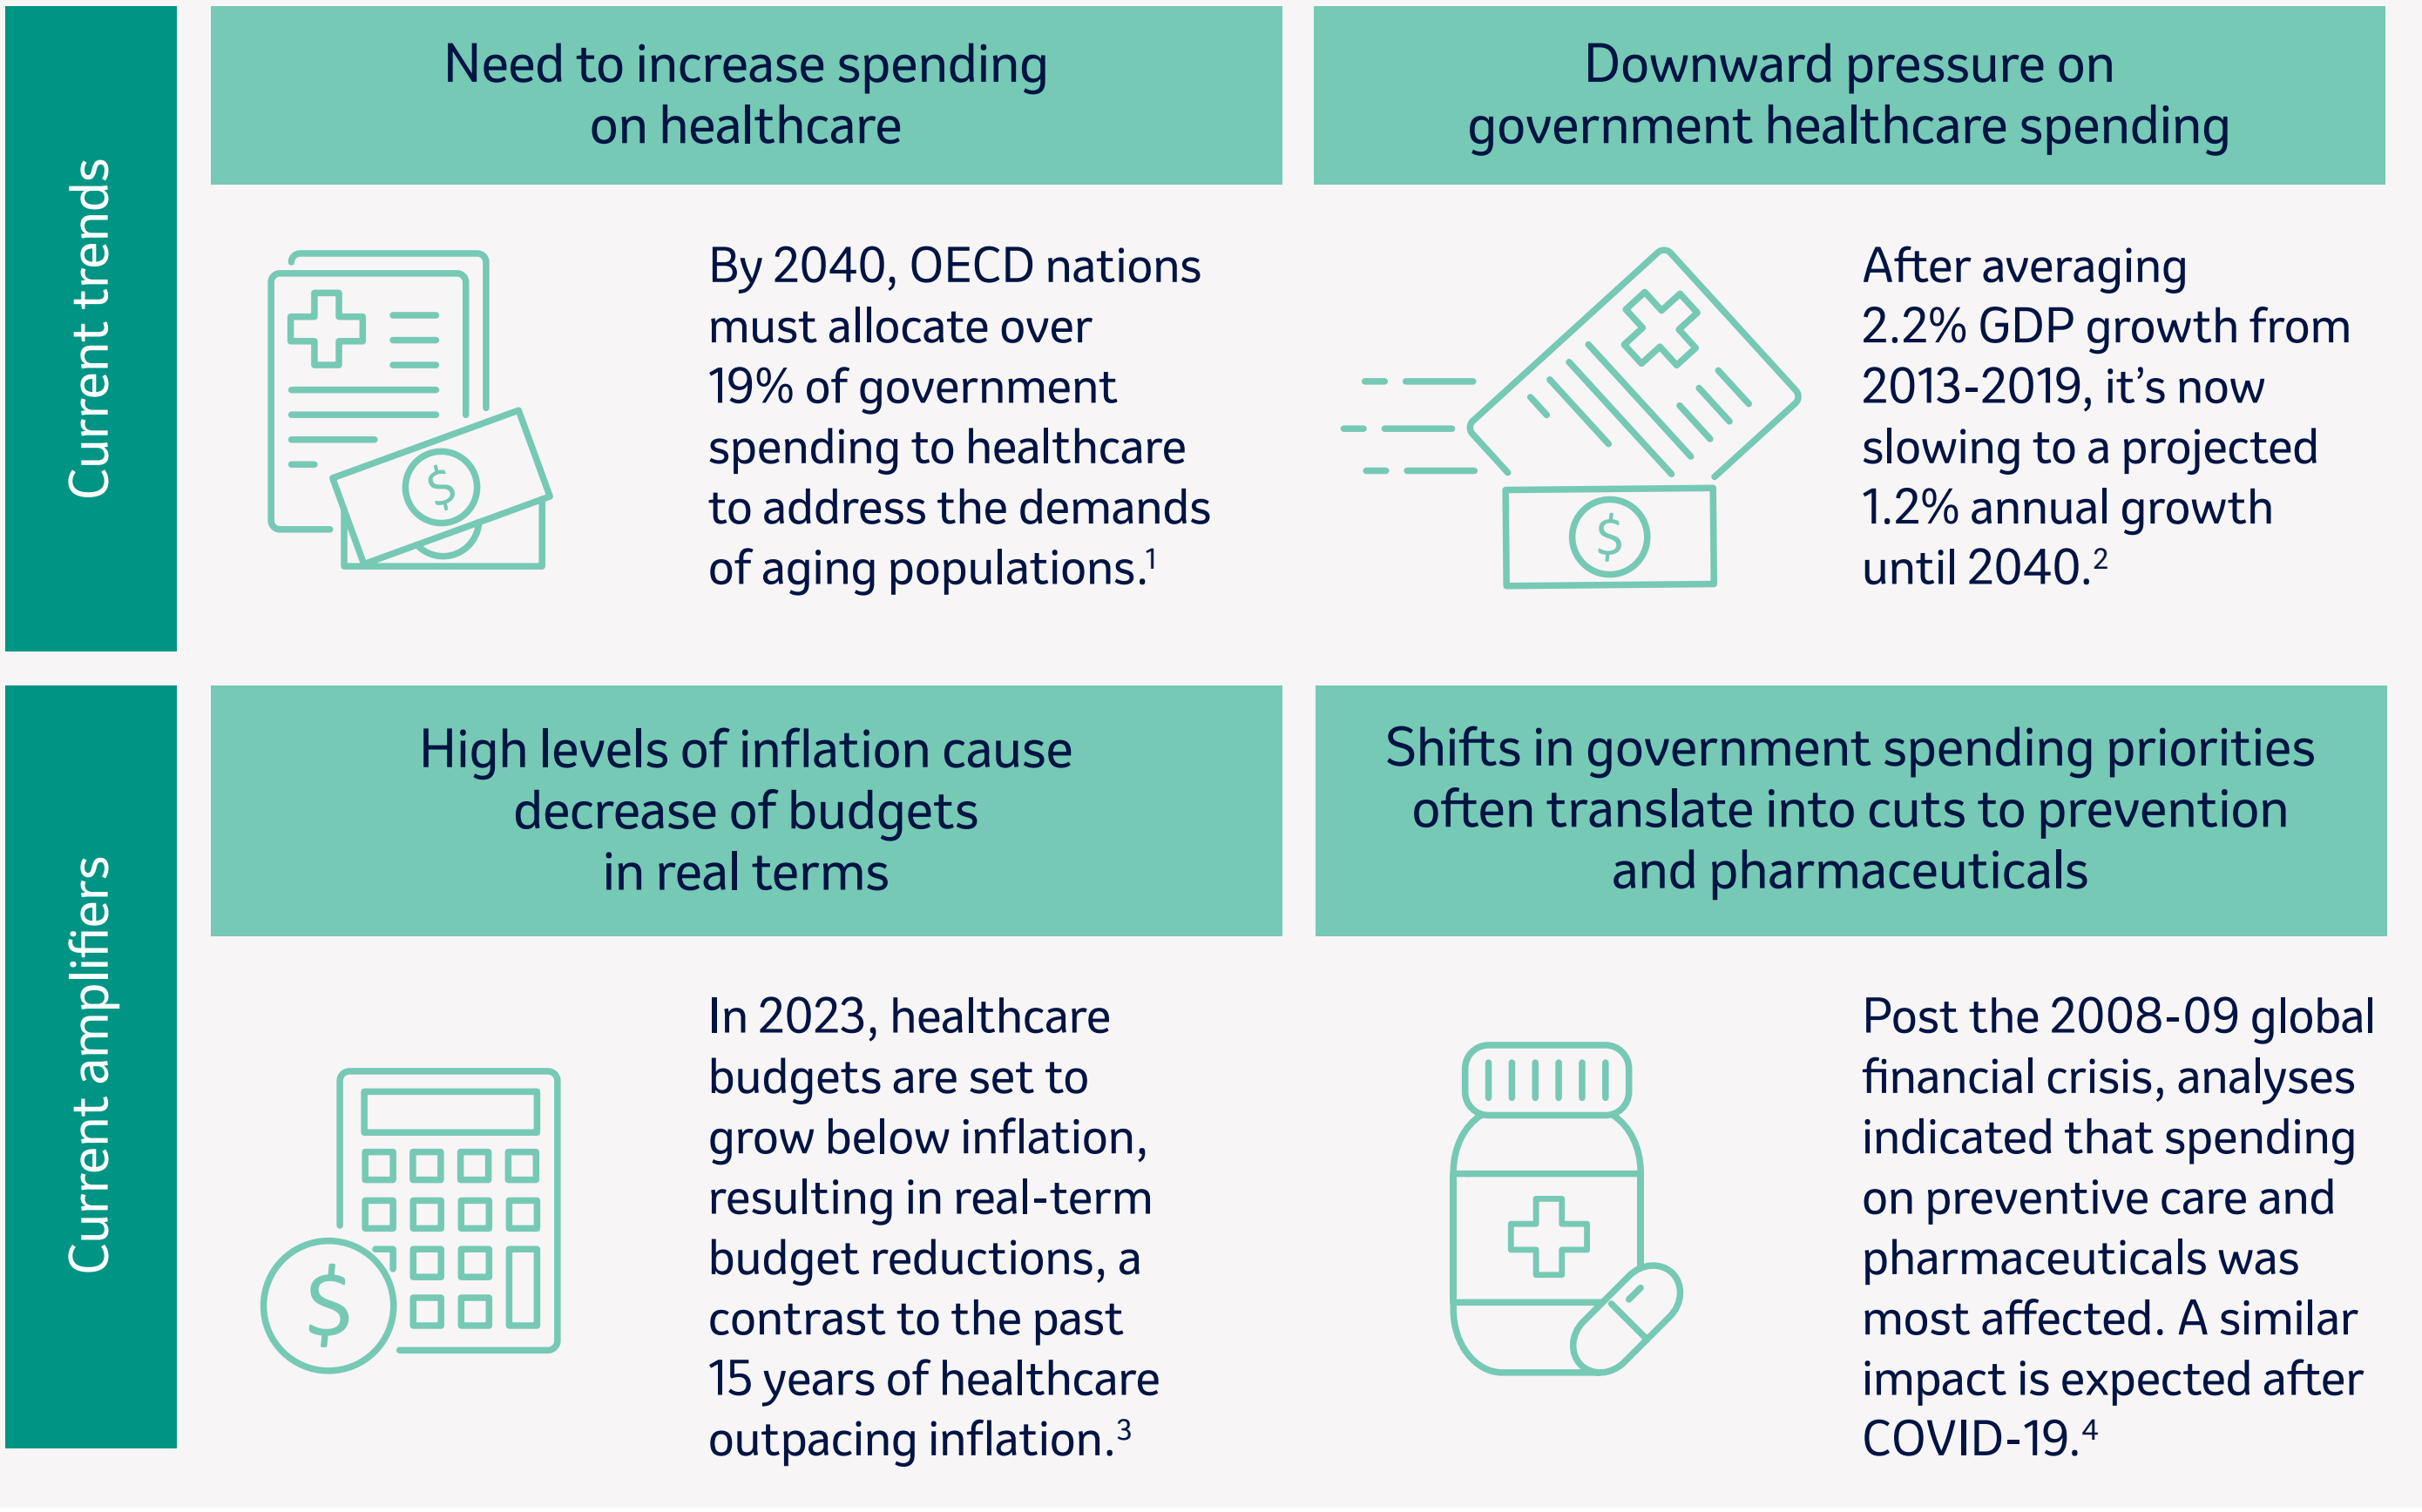 Current trends
Need to increase spending
on healthcare
By 2040, OECD nations
must allocate over
19% of government
spending to healthcare
to address the demands
of aging populations.1
Downward pressure on
government healthcare spending
After averaging
2.2% GDP growth from
2013-2019, it’s now
slowing to a projected
1.2% annual growth
until 2040.2
Current amplifiers
High levels of inflation cause
decrease of budgets
in real terms
In 2023, healthcare
budgets are set to
grow below inflation,
resulting in real-term
budget reductions, a
contrast to the past
15 years of healthcare
outpacing inflation.3
Shifts in government spending priorities
often translate into cuts to prevention
and pharmaceuticals
Post the 2008-09 global
financial crisis, analyses
indicated that spending
on preventive care and
pharmaceuticals was
most affected. A similar
impact is expected after
COVID-19.4